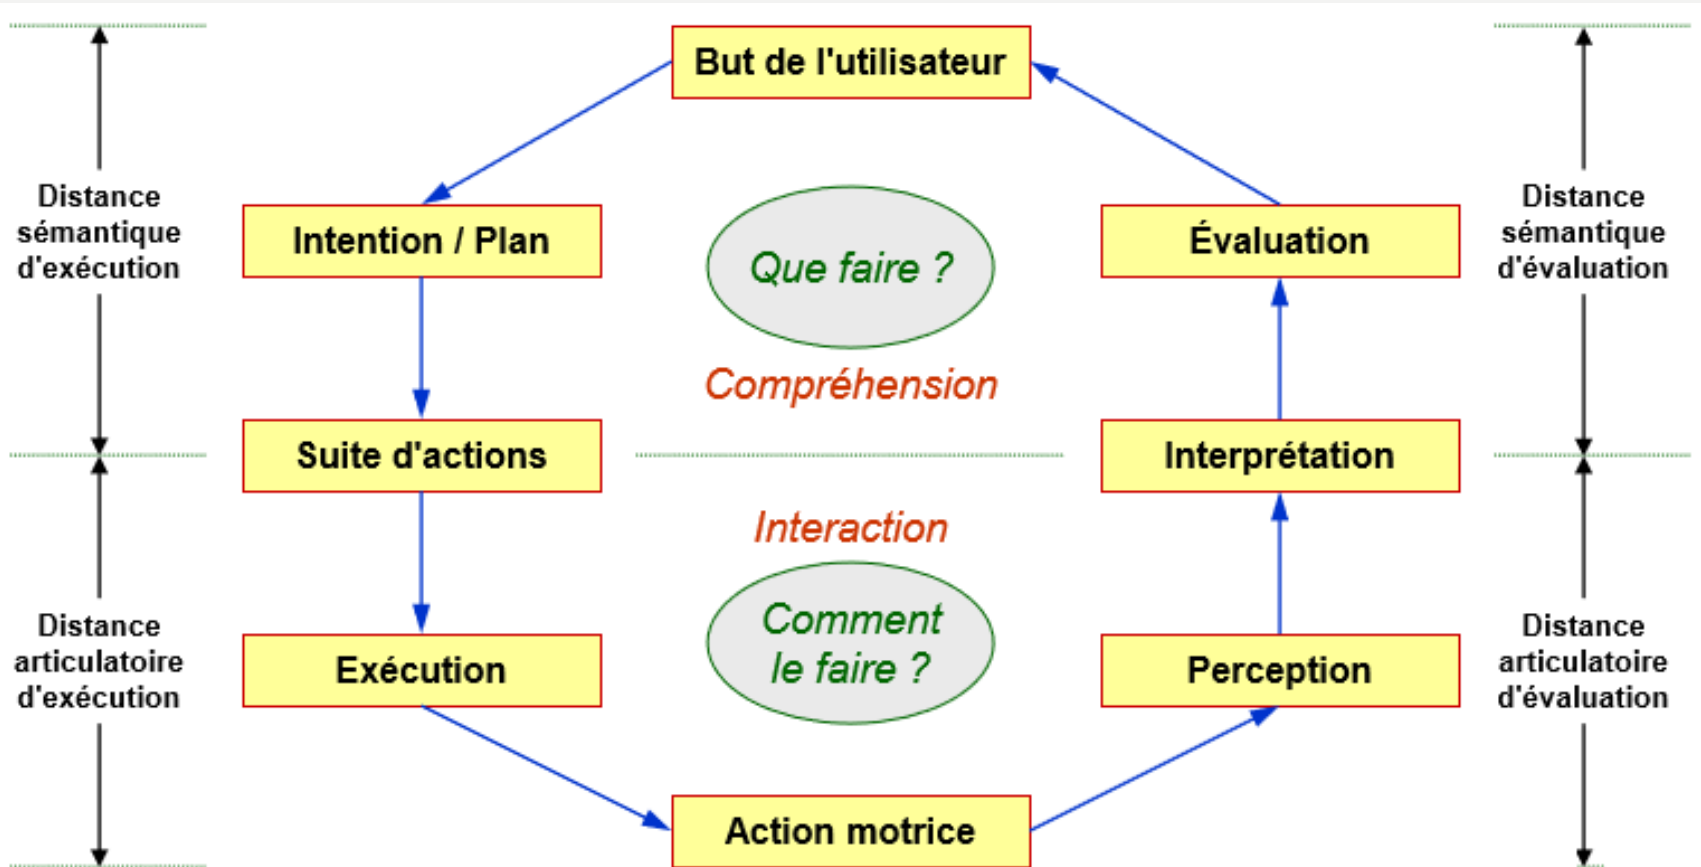 But de l'utilisateur
Distance
sémantique
d'exécution
Intention / Plan
Que faire ?
Évaluation
Distance
sémantique
d'évaluation
Compréhension
Suite d'actions
Interprétation
Interaction
Distance
articulatoire
d'exécution
Exécution
Comment
le faire ?
Perception
Distance
articulatoire
d'évaluation
Action motrice